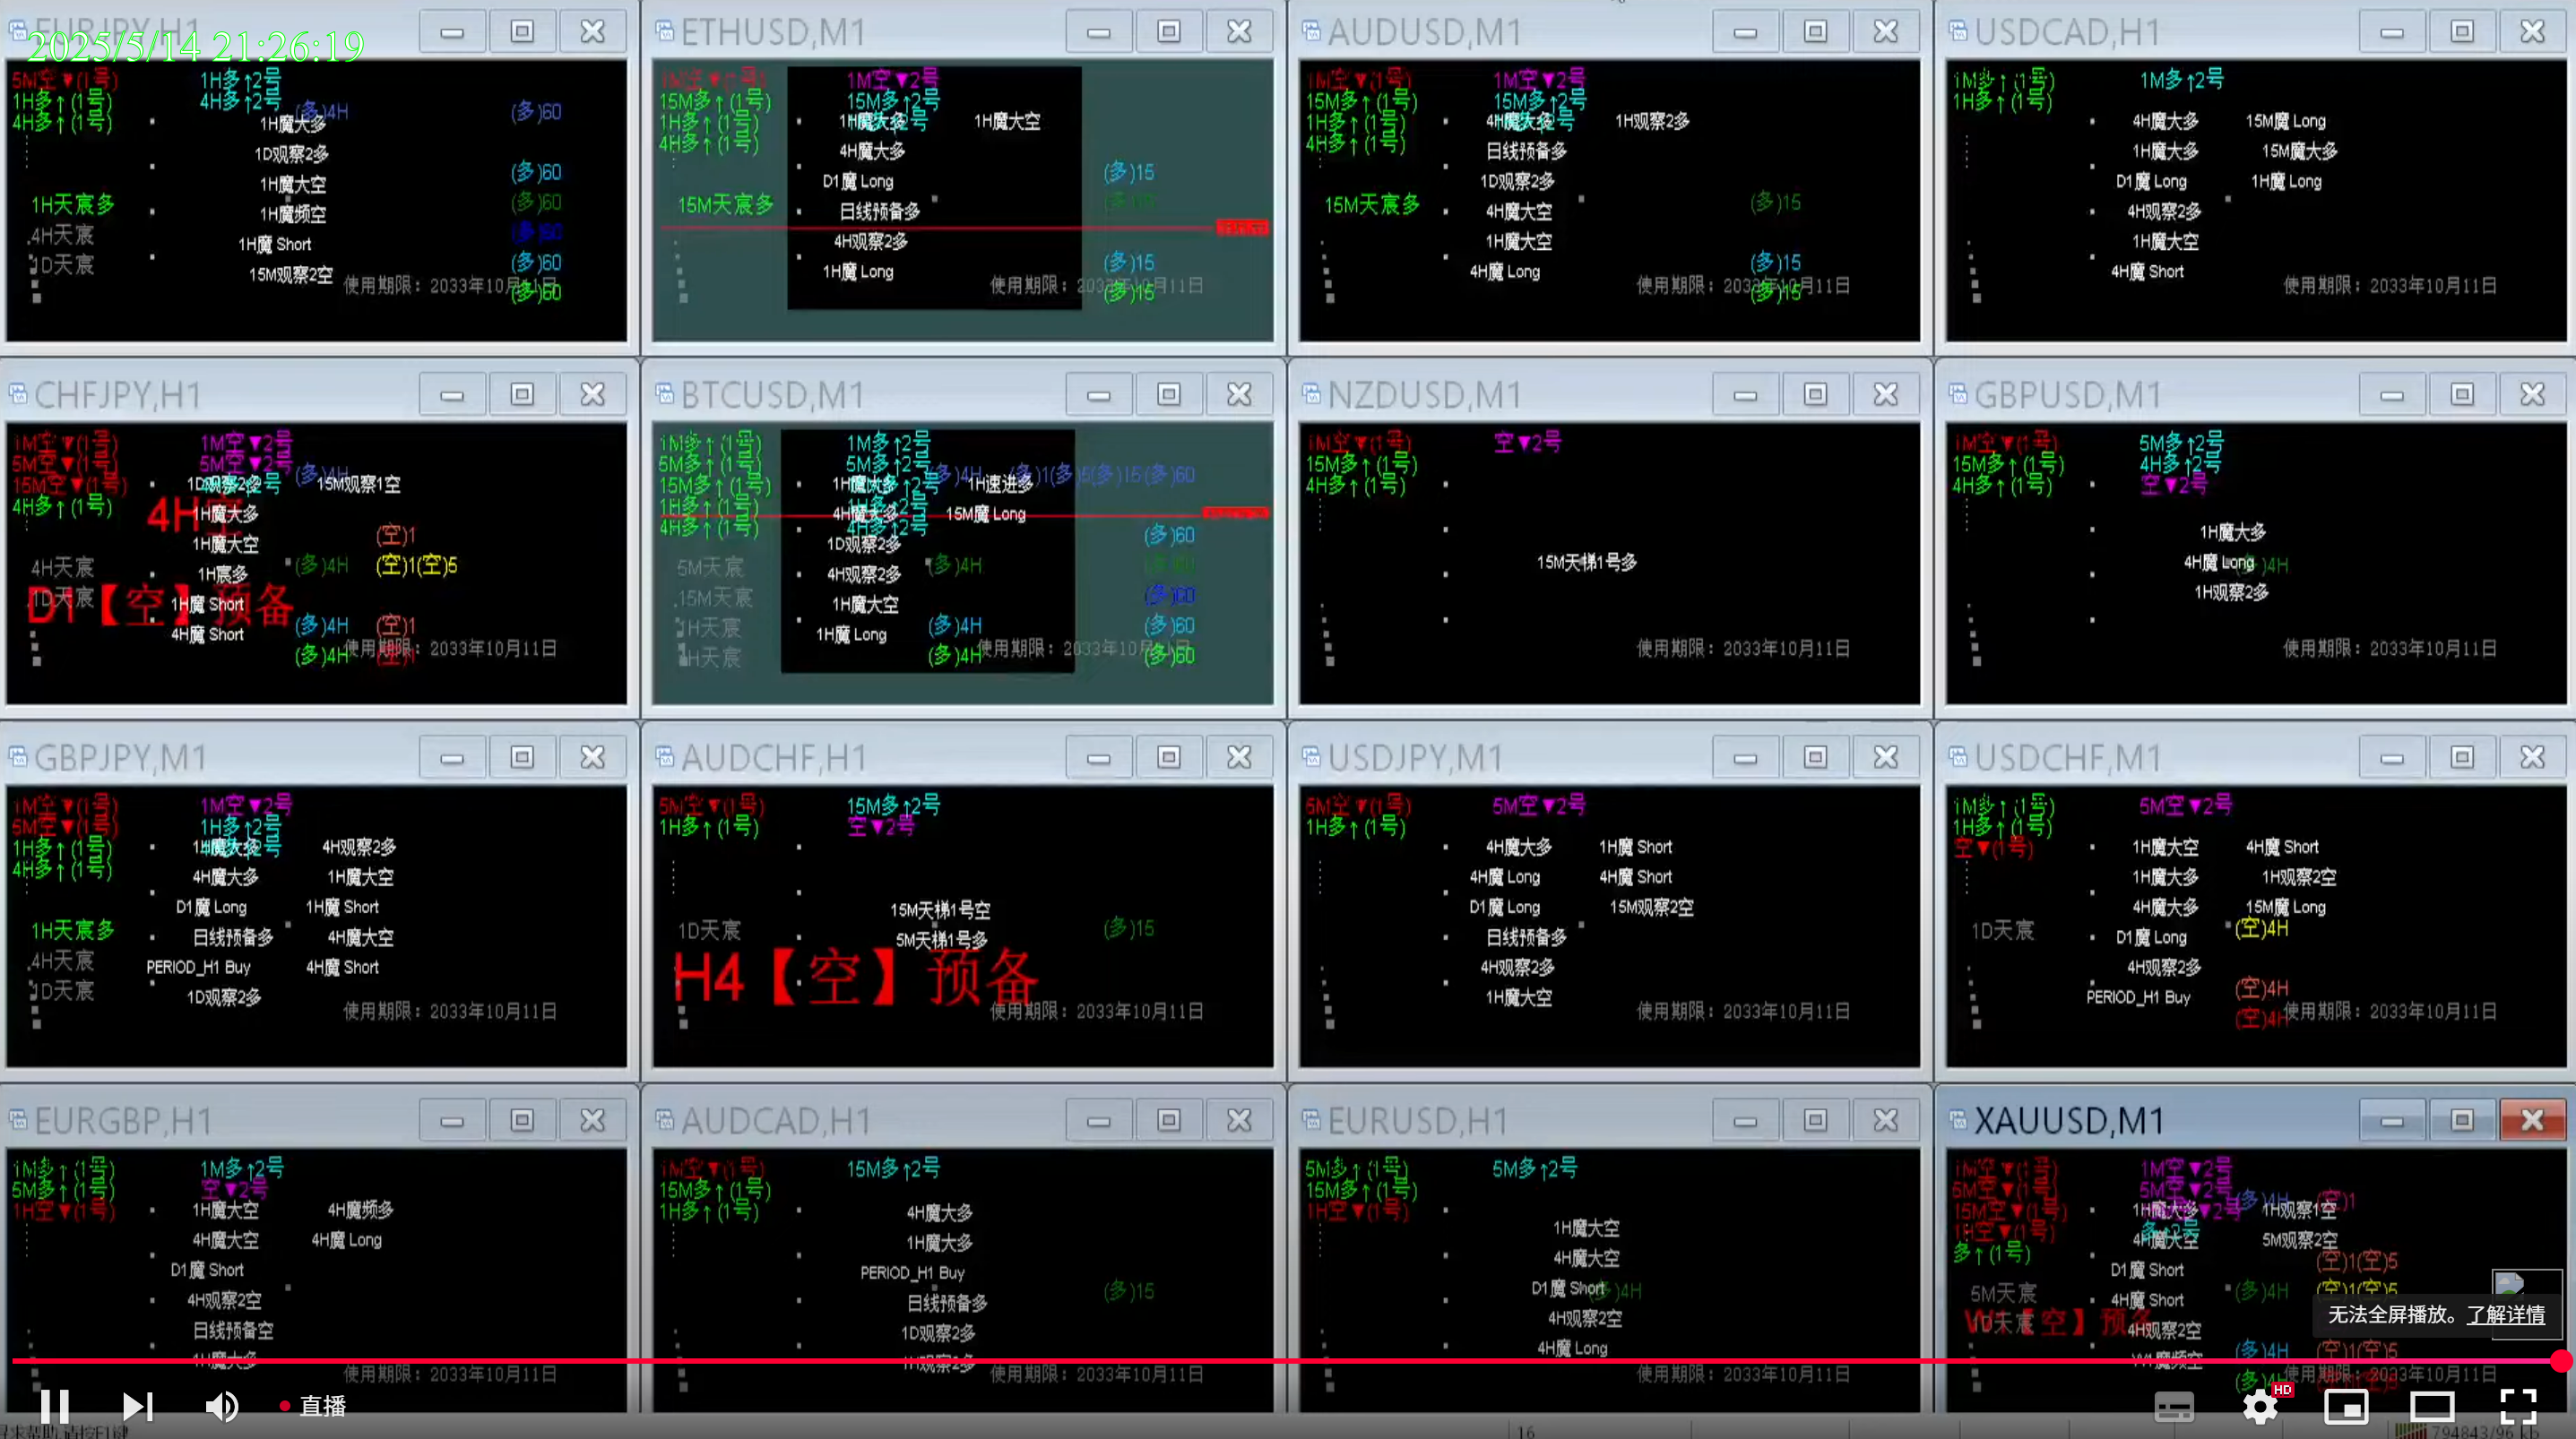 EURJPY,H1
2025/5/14 21:26:19
5M空▼(1号)
1H多↑2号
1H多↑(1号)
4H多↑2号
4H多↑(1号)
(多)4H
(多)60
1H魔大多
1D观察2多
1H魔大空
(多)60
1H天宸多
1H魔频空
(多)60
4H天宸
1H魔 Short
(多)60
1D天宸
15M观察2空
(多)60
使用期限：2033年10月11日
(多)60
ETHUSD,M1
1M空▼2号
15M多↑(1号)
15M多↑2号
1H多↑(1号)
1H魔大多
1H魔大空
4H多↑(1号)
4H魔大多
D1魔 Long
(多)15
15M天宸多
日线预备多
4H观察2多
1H魔 Long
(多)15
使用期限：2033年10月11日
(多)15
AUDUSD,M1
1M空▼(1号)
1M空▼2号
15M多↑(1号)
15M多↑2号
1H多↑(1号)
4H魔大多
1H观察2多
4H多↑(1号)
日线预备多
1D观察2多
15M天宸多
4H魔大空
(多)15
1H魔大空
4H魔 Long
(多)15
使用期限：2033年10月11日
(多)15
USDCAD,H1
1M多↑(1号)
1M多↑2号
1H多↑(1号)
4H魔大多
15M魔 Long
1H魔大多
15M魔大多
D1魔 Long
1H魔 Long
4H观察2多
1H魔大空
4H魔 Short
使用期限：2033年10月11日
CHFJPY,H1
1M空▼(1号)
1M空▼2号
5M空▼(1号)
5M空▼2号
15M空▼(1号)
1D观察2多
(多)4H
15M观察1空
4H多↑(1号)
1H魔大多
1H魔大空
(空)1
4H天宸
1H宸多
(多)4H
(空)1(空)5
1D天宸
D1【空】预备
1H魔 Short
4H魔 Short
(多)4H
(空)1
(多)4H
使用期限：2033年10月11日
BTCUSD,M1
1M多↑(1号)
1M多↑2号
5M多↑(1号)
5M多↑2号
15M多↑(1号)
1H魔大多
(多)4H
1H速进多
(多)15(多)60
1H多↑(1号)
4H魔大多
15M魔 Long
4H多↑(1号)
4H多↑2号
1D观察2多
(多)60
5M天宸
4H观察2多
(多)4H
15M天宸
1H魔大空
(多)60
1H天宸
1H魔 Long
(多)4H
(多)60
(多)4H
使用期限：2033年10月11日
(多)60
NZDUSD,M1
1M空▼(1号)
空▼2号
15M多↑(1号)
4H多↑(1号)
15M天梯1号多
使用期限：2033年10月11日
GBPUSD,M1
1M空▼(1号)
5M多↑2号
15M多↑(1号)
4H多↑2号
4H多↑(1号)
空▼2号
1H魔大多
4H魔 Long
1H观察2多
使用期限：2033年10月11日
GBPJPY,M1
1M空▼(1号)
1M空▼2号
5M空▼(1号)
1H多↑2号
1H多↑(1号)
1H魔大多
4H观察2多
4H多↑(1号)
4H魔大多
1H魔大空
D1魔 Long
1H魔 Short
1H天宸多
日线预备多
4H魔大空
4H天宸
PERIOD_H1 Buy
4H魔 Short
1D天宸
1D观察2多
使用期限：2033年10月11日
AUDCHF,H1
5M空▼(1号)
15M多↑2号
1H多↑(1号)
空▼2号
15M天梯1号空
1D天宸
5M天梯1号多
(多)15
H4【空】预备
使用期限：2033年10月11日
USDJPY,M1
5M空▼(1号)
5M空▼2号
1H多↑(1号)
4H魔大多
1H魔 Short
4H魔 Long
4H魔 Short
D1魔 Long
15M观察2空
日线预备多
4H观察2多
1H魔大空
使用期限：2033年10月11日
USDCHF,M1
1M多↑(1号)
5M空▼2号
1H多↑(1号)
空▼(1号)
1H魔大空
4H魔 Short
1H魔大多
1H观察2空
4H魔大多
15M魔 Long
1D天宸
D1魔 Long
(空)4H
4H观察2多
PERIOD_H1 Buy
(空)4H
(空)4H
使用期限：2033年10月11日
EURGBP,H1
1M多↑(1号)
1M多↑2号
5M多↑(1号)
空▼2号
1H空▼(1号)
1H魔大空
4H魔频多
4H魔大空
4H魔 Long
D1魔 Short
4H观察2空
日线预备空
1H魔大多
使用期限：2033年10月11日
AUDCAD,H1
1M空▼(1号)
15M多↑2号
15M多↑(1号)
1H多↑(1号)
4H魔大多
1H魔大多
PERIOD_H1 Buy
日线预备多
(多)15
1D观察2多
1H观察2多
使用期限：2033年10月11日
EURUSD,H1
5M多↑(1号)
5M多↑2号
15M多↑(1号)
1H空▼(1号)
1H魔大空
4H魔大空
D1魔 Short
4H观察2空
4H魔 Long
使用期限：2033年10月11日
XAUUSD,M1
1M空▼(1号)
1M空▼2号
5M空▼(1号)
5M空▼2号
15M空▼(1号)
1H魔大多
(多)4H
1H观察1空
1H空▼(1号)
4H魔大空
5M观察2空
多↑(1号)
D1魔 Short
(空)1(空)5
5M天宸
4H魔 Short
(多)4H
(空)1(空)5
【空】预备
4H观察2空
无法全屏播放。了解详情
(多)4H
(空)1(空)5
使用期限：2033年10月11日
直播
HD
16
794843/96 kb